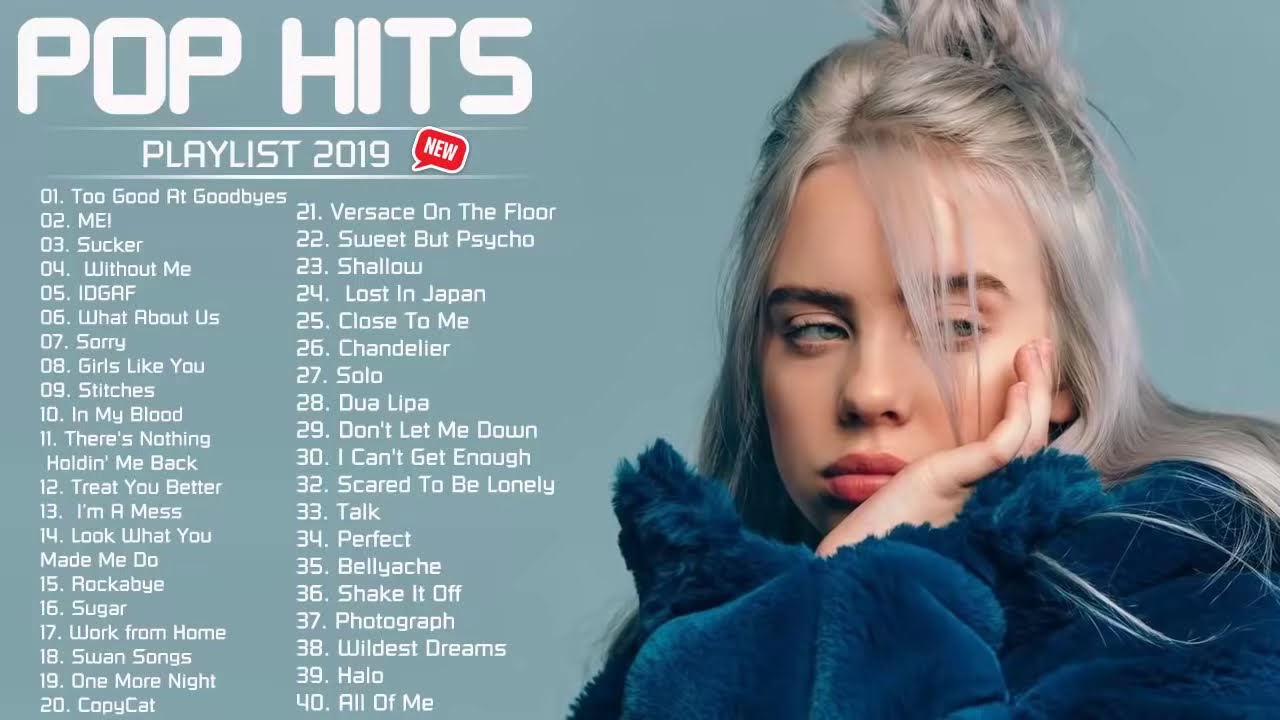 POP HITS
PLAYLIST 2019 NEW
01. Too Good At Goodbyes
02. ME!
03. Sucker
04. Without Me
05. IDGAF
06. What About Us
07. Sorry
08. Girls Like You
09. Stitches
10. In My Blood
11. There's Nothing
Holdin' Me Back
12. Treat You Better
13. I'm A Mess
14. Look What You
Made Me Do
15. Rockabye
16. Sugar
17. Work from Home
18. Swan Songs
19. One More Night
20. CopyCat
21. Versace On The Floor
22. Sweet But Psycho
23. Shallow
24. Lost In Japan
25. Close To Me
26. Chandelier
27. Solo
28. Dua Lipa
29. Don't Let Me Down
30. I Can't Get Enough
32. Scared To Be Lonely
33. Talk
34. Perfect
35. Bellyache
36. Shake It Off
37. Photograph
38. Wildest Dreams
39. Halo
40. All Of Me